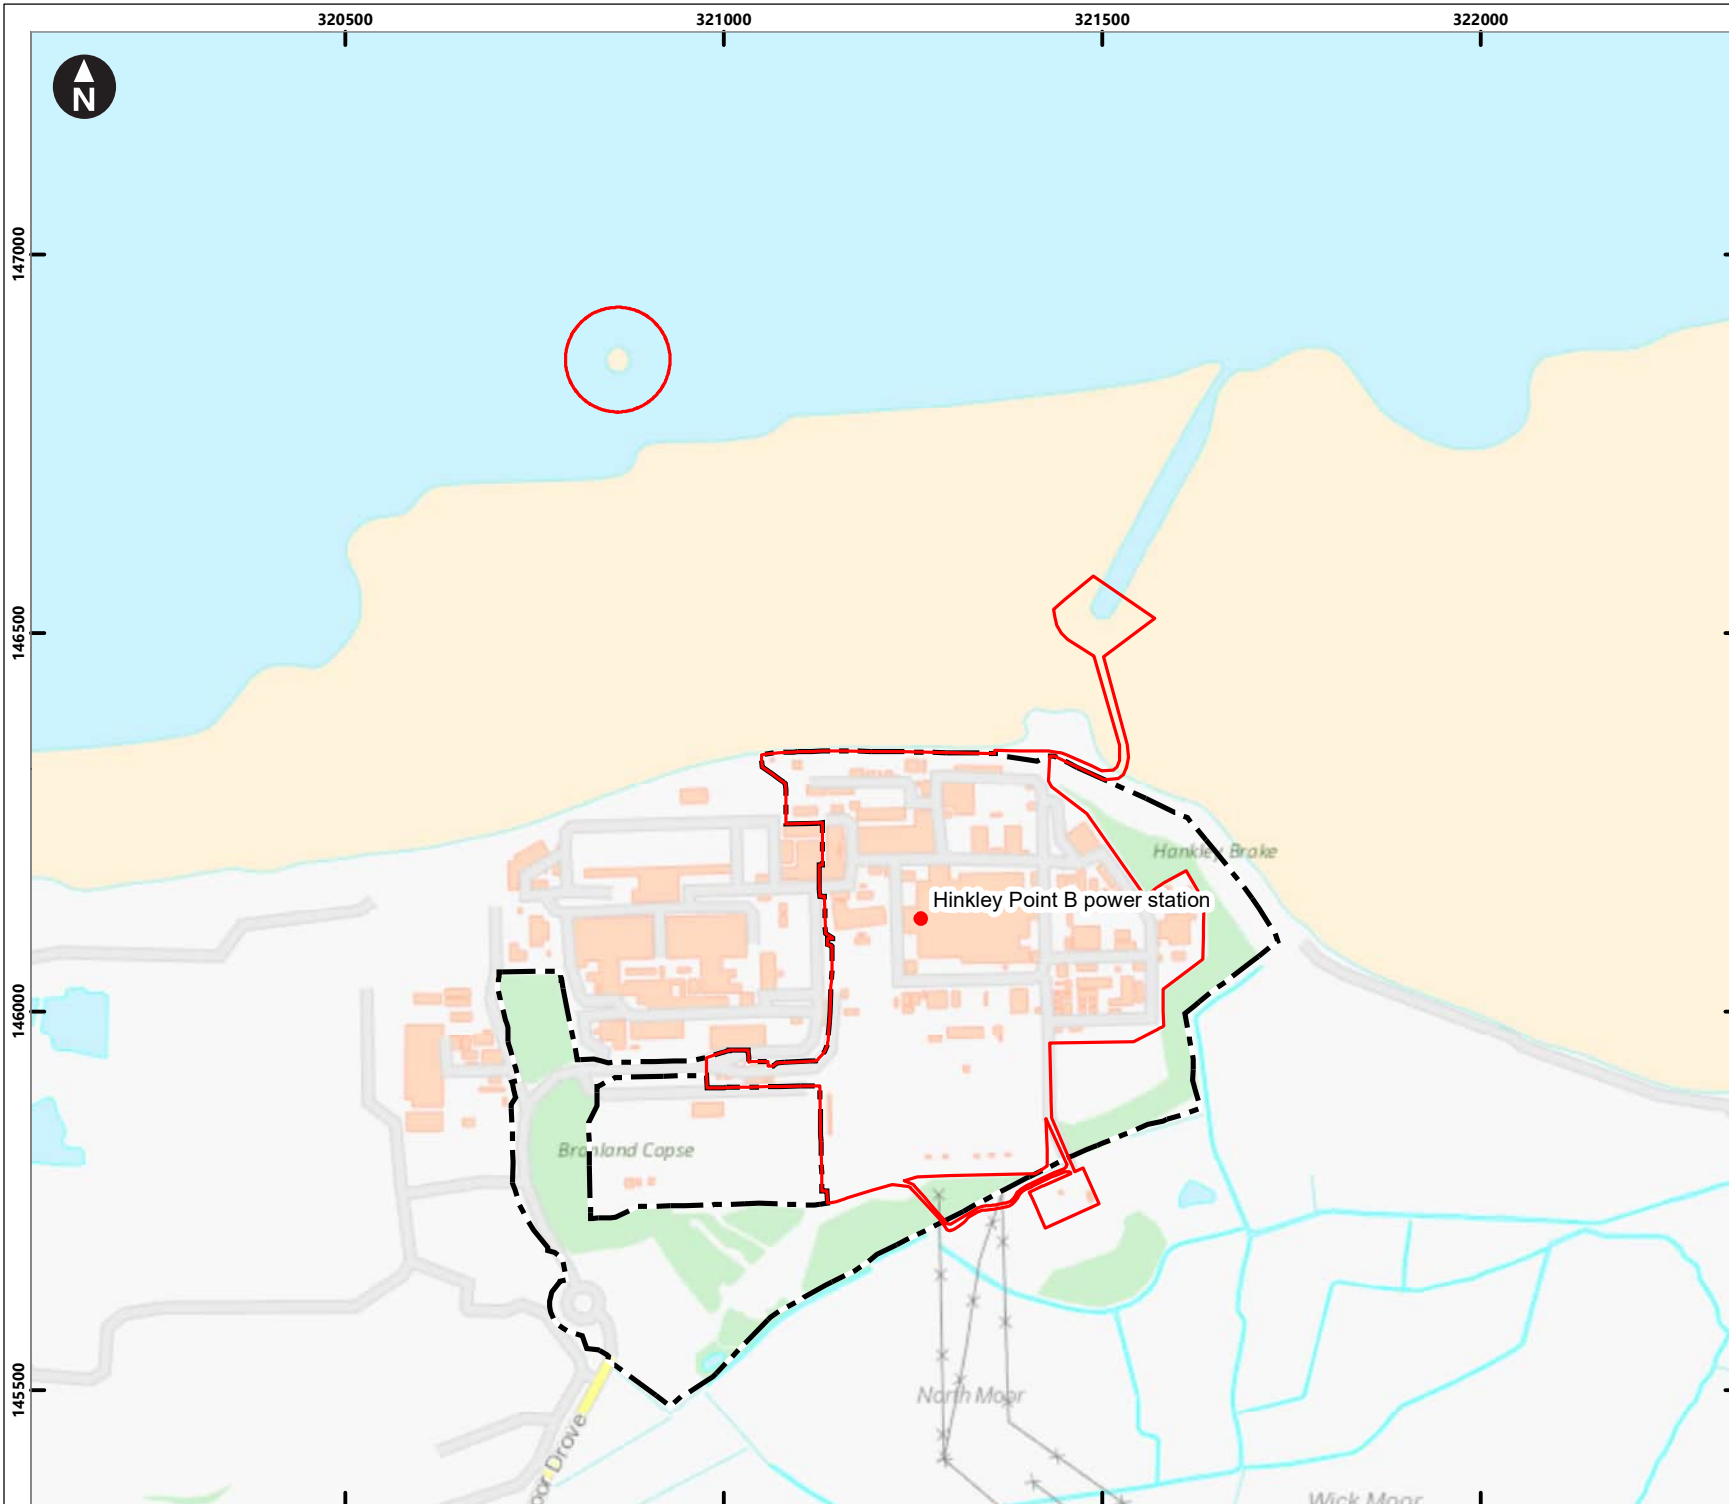 320500
321000
321500
322000
N
147000
146500
146000
145500
Hankley Brake
Hinkley Point B power station
Branland Copse
North Moor
Drove
Wick Moor